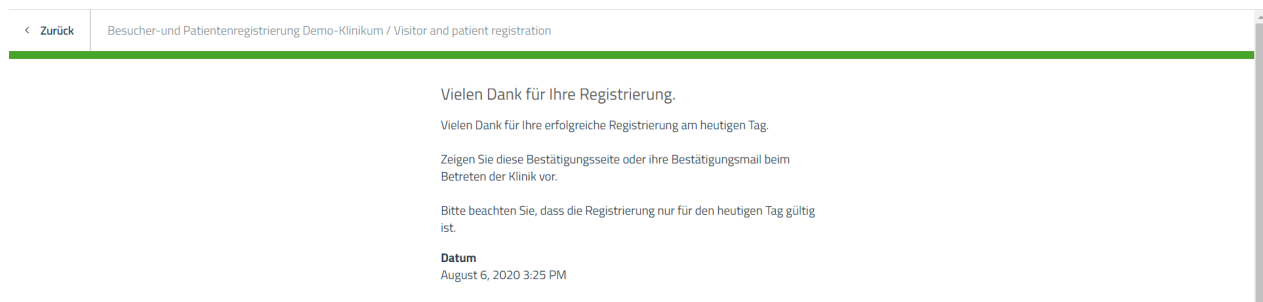 Zurück
Besucher-und Patientenregistrierung Demo-Klinikum / Visitor and patient registration
Vielen Dank für Ihre Registrierung.
Vielen Dank für Ihre erfolgreiche Registrierung am heutigen Tag.
Zeigen Sie diese Bestätigungsseite oder ihre Bestätigungsmail beim
Betreten der Klinik vor.
Bitte beachten Sie, dass die Registrierung nur für den heutigen Tag gültig
ist.
Datum
August 6, 2020 3:25 PM